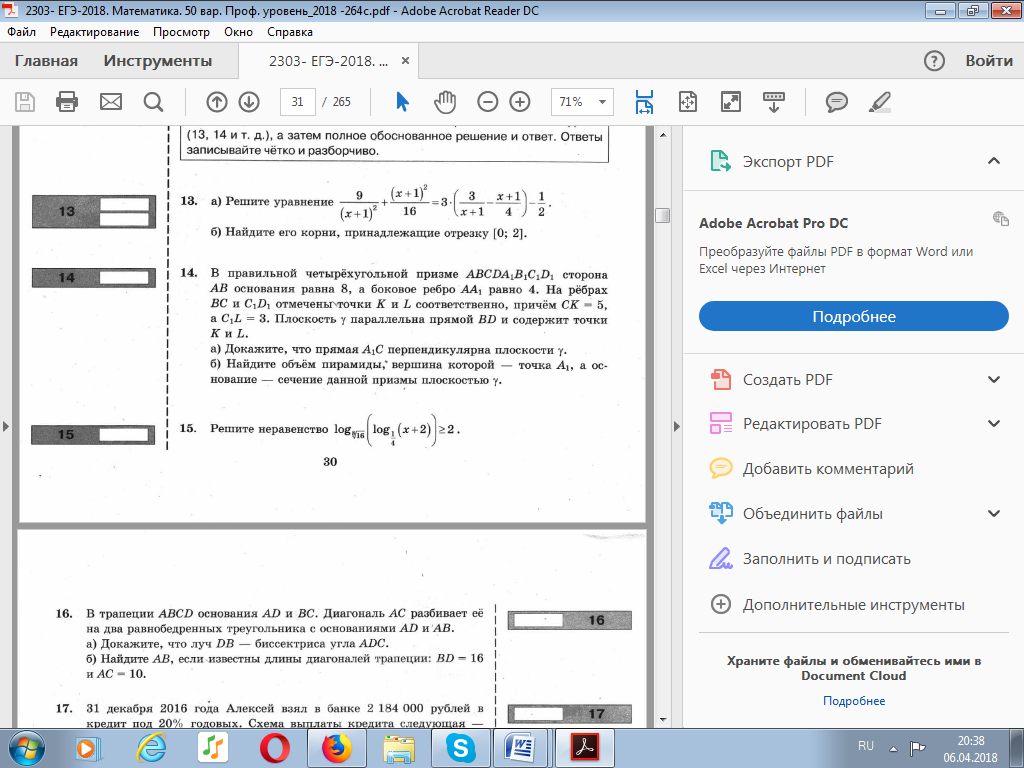 2303- ЕГЭ-2018. Математика. 50 вар. Проф. уровень_2018 -264c.pdf - Adobe Acrobat Reader DC
Файл Редактирование Просмотр Окно Справка
Главная Инструменты 2303- ЕГЭ-2018. ... × ? Войти
31 / 265 71%
(13, 14 и т. д.), а затем полное обоснованное решение и ответ. Ответы
записывайте чётко и разборчиво.
13
13. а) Решите уравнение 9/(x+1)² + (x+1)²/16 = 3·(3/(x+1) − (x+1)/4) − 1/2.
б) Найдите его корни, принадлежащие отрезку [0; 2].
14
14. В правильной четырёхугольной призме ABCDA₁B₁C₁D₁ сторона
AB основания равна 8, а боковое ребро AA₁ равно 4. На рёбрах
BC и C₁D₁ отмечены точки K и L соответственно, причём CK = 5,
а C₁L = 3. Плоскость γ параллельна прямой BD и содержит точки
K и L.
а) Докажите, что прямая A₁C перпендикулярна плоскости γ.
б) Найдите объём пирамиды, вершина которой — точка A₁, а ос-
нование — сечение данной призмы плоскостью γ.
15
15. Решите неравенство log (log_{1/4}(x+2)) ≥ 2.
30
16. В трапеции ABCD основания AD и BC. Диагональ AC разбивает её
на два равнобедренных треугольника с основаниями AD и AB.
а) Докажите, что луч DB — биссектриса угла ADC.
б) Найдите AB, если известны длины диагоналей трапеции: BD = 16
и AC = 10.
16
17. 31 декабря 2016 года Алексей взял в банке 2 184 000 рублей в
кредит под 20% годовых. Схема выплаты кредита следующая —
17
Экспорт PDF
Adobe Acrobat Pro DC
Преобразуйте файлы PDF в формат Word или
Excel через Интернет
Подробнее
Создать PDF
Редактировать PDF
Добавить комментарий
Объединить файлы
Заполнить и подписать
Дополнительные инструменты
Храните файлы и обменивайтесь ими в
Document Cloud
Подробнее
RU
20:38
06.04.2018